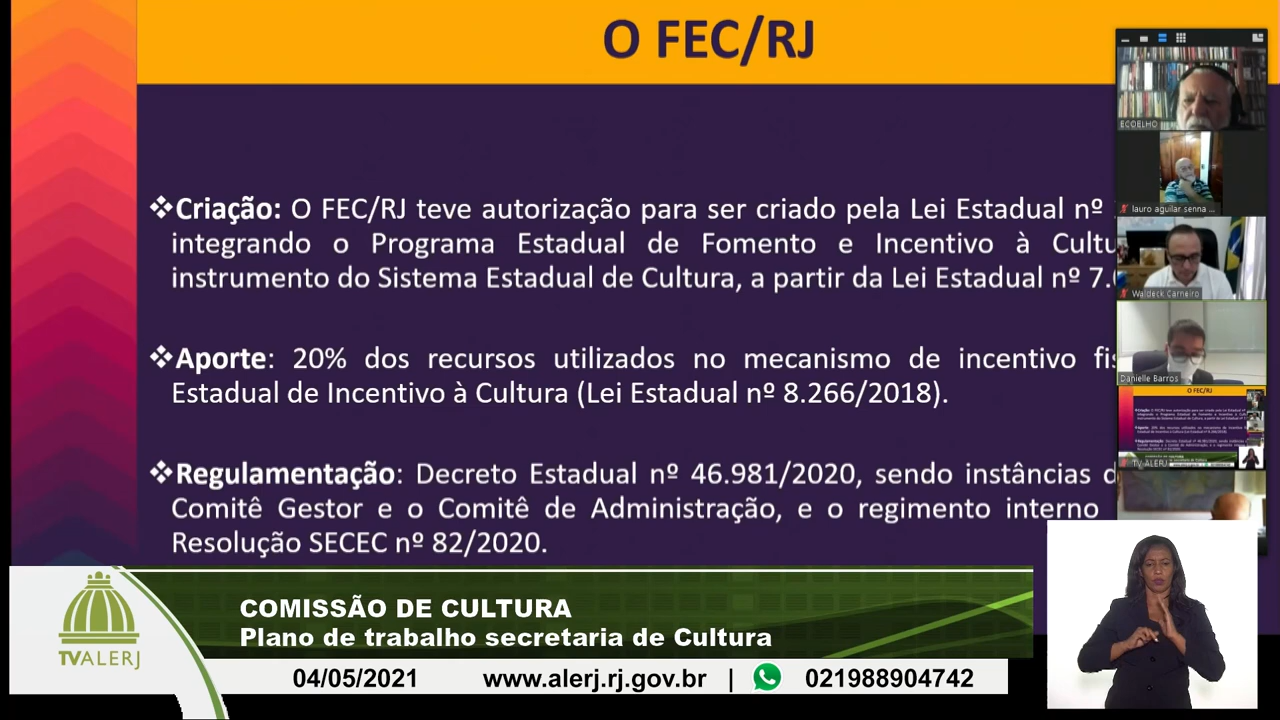 O FEC/RJ
❖Criação: O FEC/RJ teve autorização para ser criado pela Lei Estadual nº
integrando o Programa Estadual de Fomento e Incentivo à
instrumento do Sistema Estadual de Cultura, a partir da Lei Estadual nº 7.
❖Aporte: 20% dos recursos utilizados no mecanismo de incentivo
Estadual de Incentivo à Cultura (Lei Estadual nº 8.266/2018).
❖Regulamentação: Decreto Estadual nº 46.981/2020, sendo instâncias
Comitê Gestor e o Comitê de Administração, e o regimento interno
Resolução SECEC nº 82/2020.
ECOELHO
lauro aguilar senna ...
Waldeck Carneiro
Danielle Barros
O FEC/RJ
TV ALERJ
TVALERJ
COMISSÃO DE CULTURA
Plano de trabalho secretaria de Cultura
04/05/2021 www.alerj.rj.gov.br | 021988904742